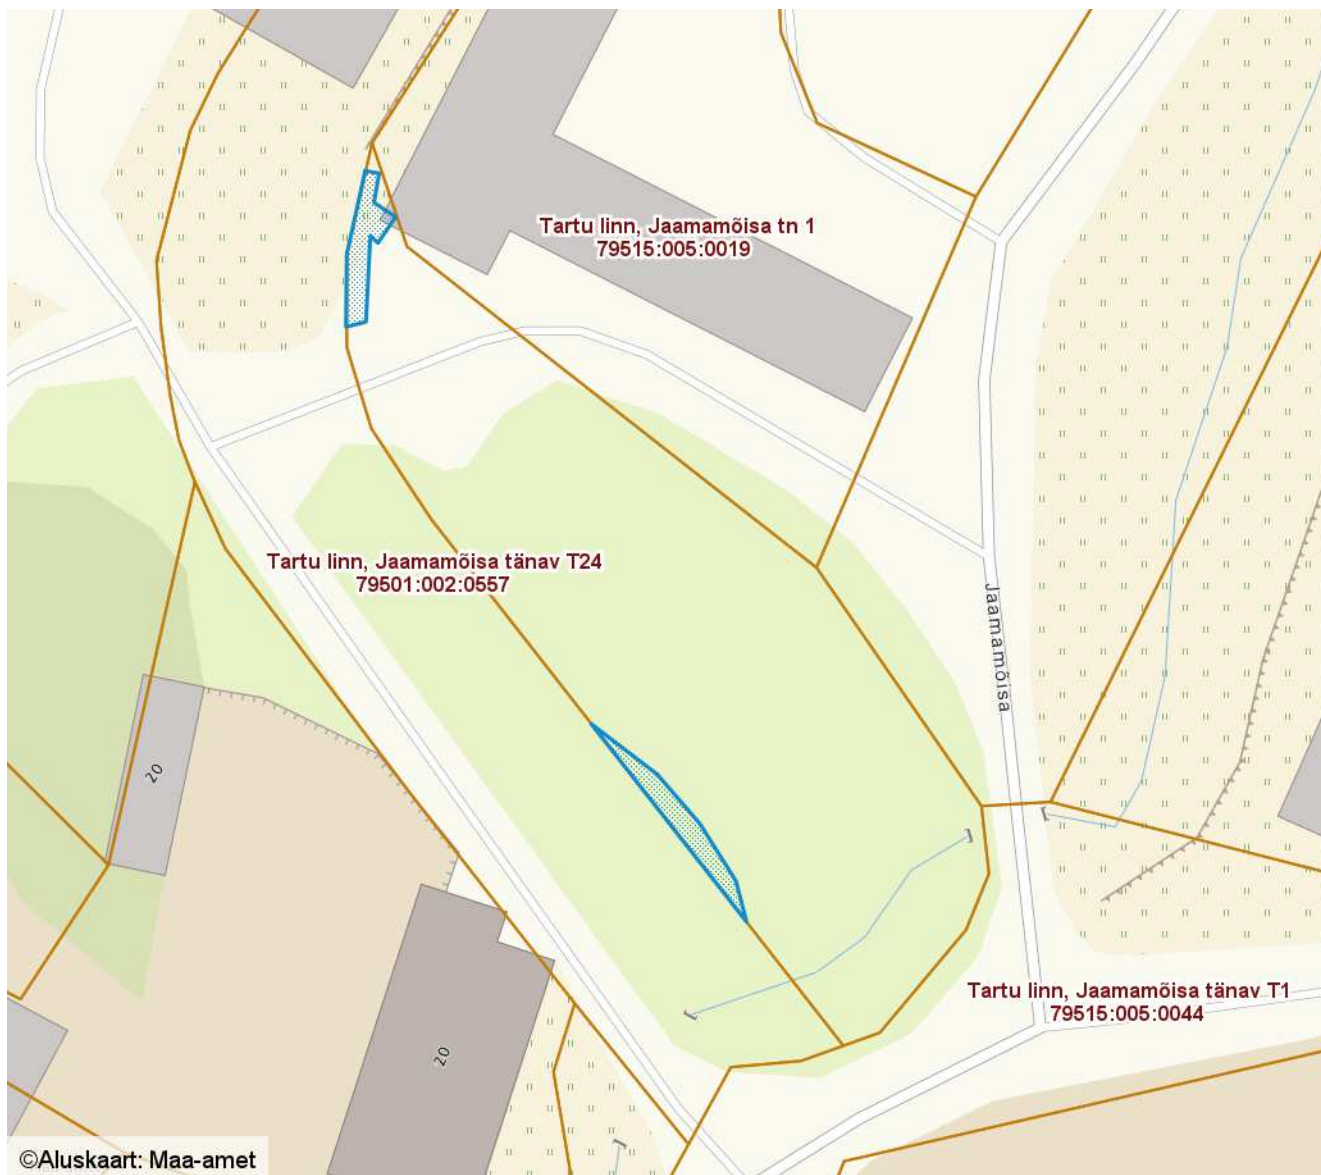 Tartu linn, Jaamamõisa tn 1
79515:005:0019
Tartu linn, Jaamamõisa tänav T24
79501:002:0557
Jaamamõisa
20
Tartu linn, Jaamamõisa tänav T1
79515:005:0044
20
©Aluskaart: Maa-amet